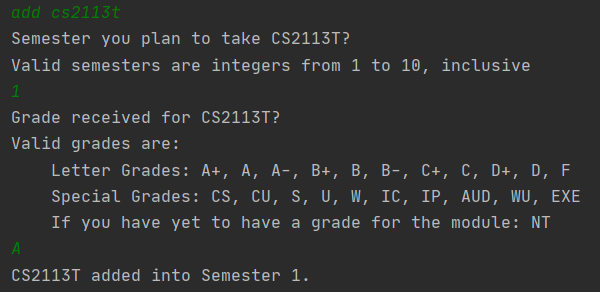 add cs2113t
Semester you plan to take CS2113T?
Valid semesters are integers from 1 to 10, inclusive
1
Grade received for CS2113T?
Valid grades are:
Letter Grades: A+, A, A-, B+, B, B-, C+, C, D+, D, F
Special Grades: CS, CU, S, U, W, IC, IP, AUD, WU, EXE
If you have yet to have a grade for the module: NT
A
CS2113T added into Semester 1.